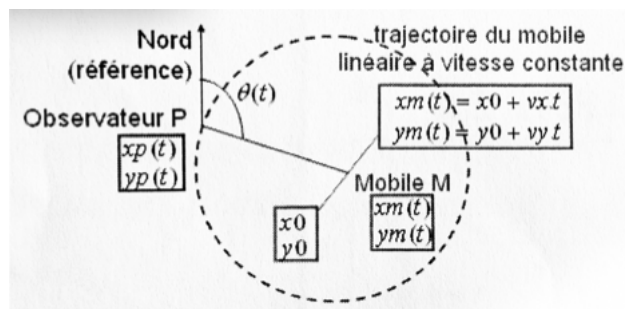 Nord
(référence)
θ(t)
trajectoire du mobile
linéaire à vitesse constante
xm(t) = x0 + vx.t
ym(t) = y0 + vy.t
Observateur P
xp(t)
yp(t)
Mobile M
xm(t)
ym(t)
x0
y0